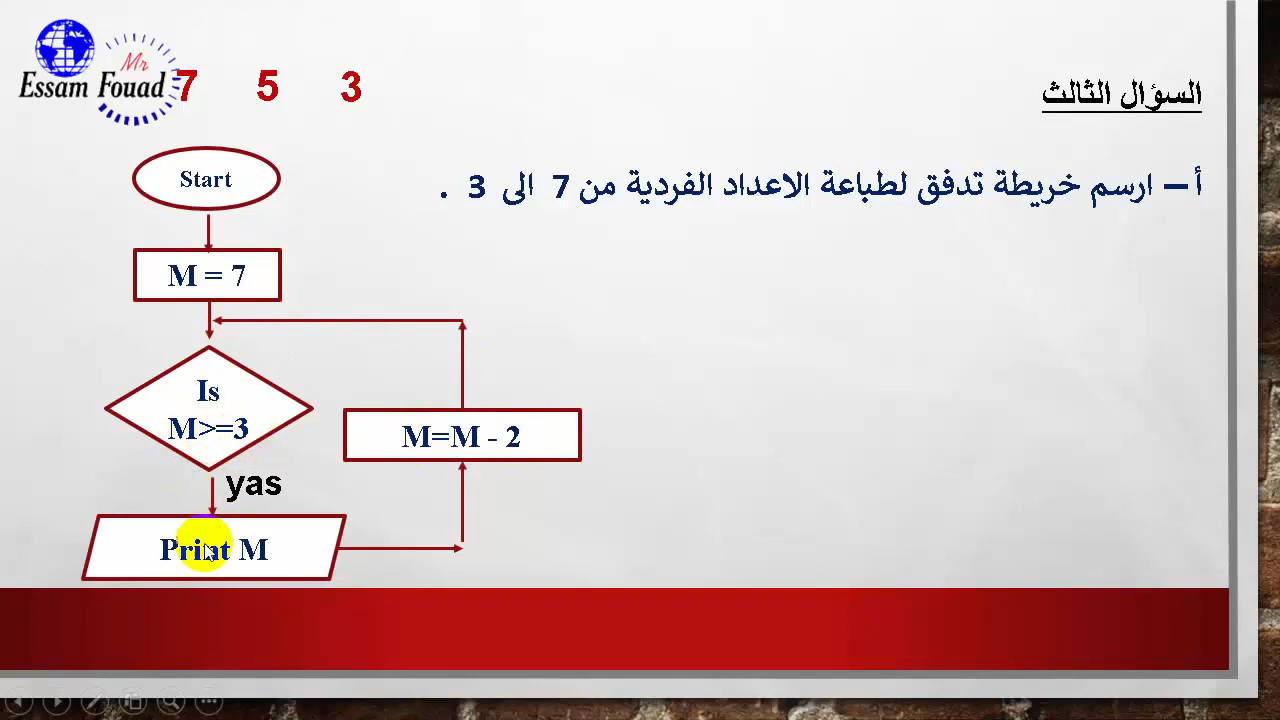 Mr
Essam Fouad
7 5 3
السؤال الثالث
أ – ارسم خريطة تدفق لطباعة الاعداد الفردية من 7 الى 3 .
Start
M = 7
Is
M>=3
M=M - 2
yas
Print M